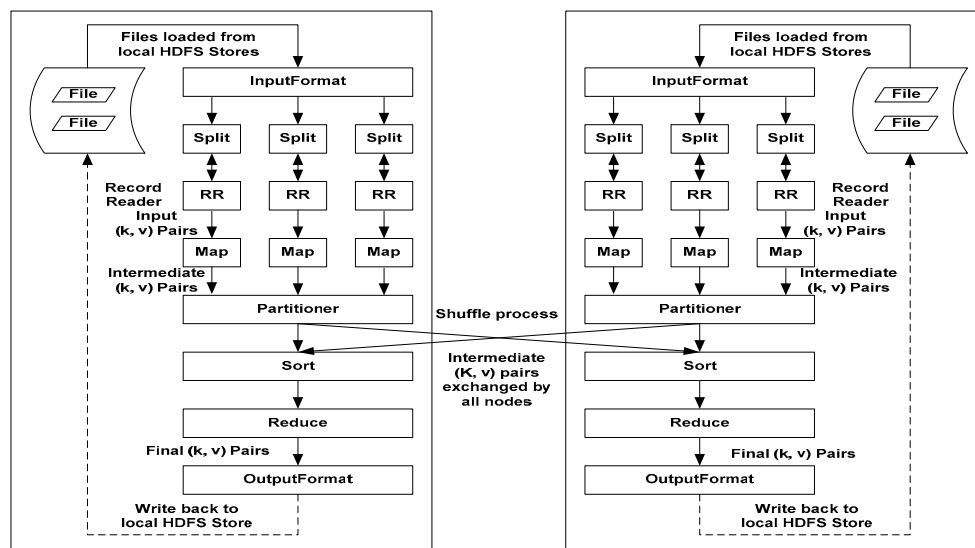 Files loaded from
local HDFS Stores
File
File
InputFormat
Split
Split
Split
Record
Reader
RR
RR
RR
Input
(k, v) Pairs
Map
Map
Map
Intermediate
(k, v) Pairs
Partitioner
Sort
Reduce
Final (k, v) Pairs
OutputFormat
Write back to
local HDFS Store
Shuffle process
Intermediate
(K, v) pairs
exchanged by
all nodes
Files loaded from
local HDFS Stores
InputFormat
File
File
Split
Split
Split
RR
RR
RR
Record
Reader
Input
(k, v) Pairs
Map
Map
Map
Intermediate
(k, v) Pairs
Partitioner
Sort
Reduce
Final (k, v) Pairs
OutputFormat
Write back to
local HDFS Store